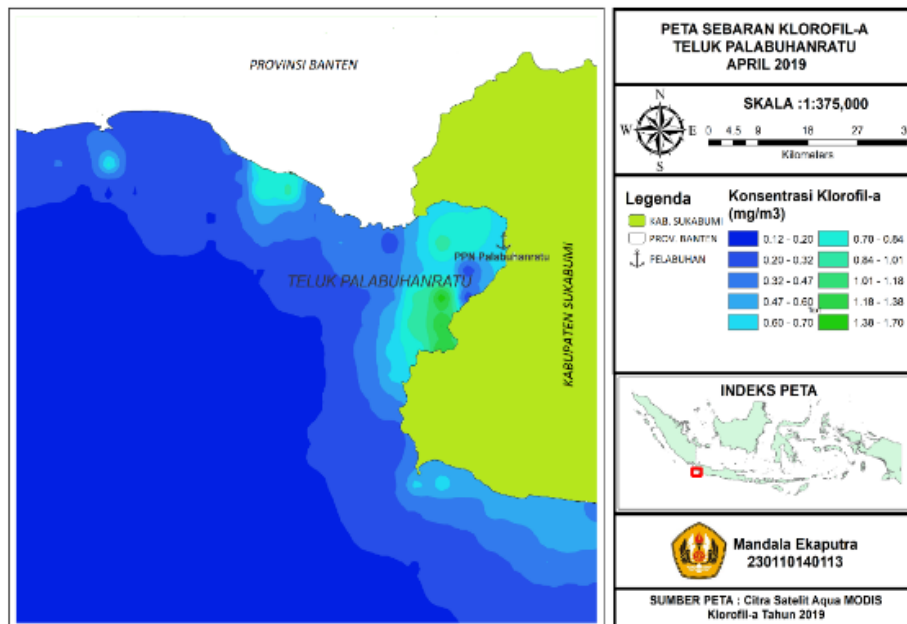 PROVINSI BANTEN
TELUK PALABUHANRATU
PPN Palabuhanratu
KABUPATEN SUKABUMI
PETA SEBARAN KLOROFIL-A
TELUK PALABUHANRATU
APRIL 2019
N
W E
S
SKALA :1:375,000
0 4.5 9 18 27
Kilometers
Legenda
KAB. SUKABUMI
PROV. BANTEN
PELABUHAN
Konsentrasi Klorofil-a
(mg/m3)
0.12 - 0.20 0.70 - 0.84
0.20 - 0.32 0.84 - 1.01
0.32 - 0.47 1.01 - 1.18
0.47 - 0.60 1.18 - 1.38
0.60 - 0.70 1.38 - 1.70
INDEKS PETA
Mandala Ekaputra
230110140113
SUMBER PETA : Citra Satelit Aqua MODIS
Klorofil-a Tahun 2019